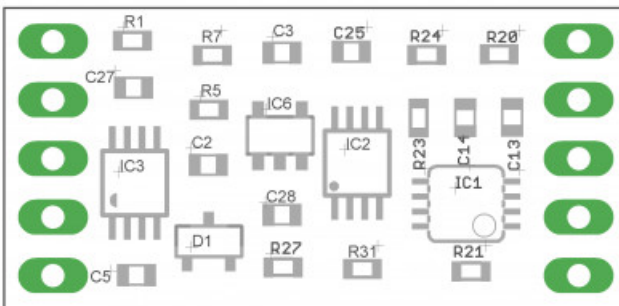 R1 R7 C3 C25 R24 R20
C27 R5 IC6
IC3 C2 IC2 R23 C14 C13
IC1
C28
D1
C5 R27 R31 R21